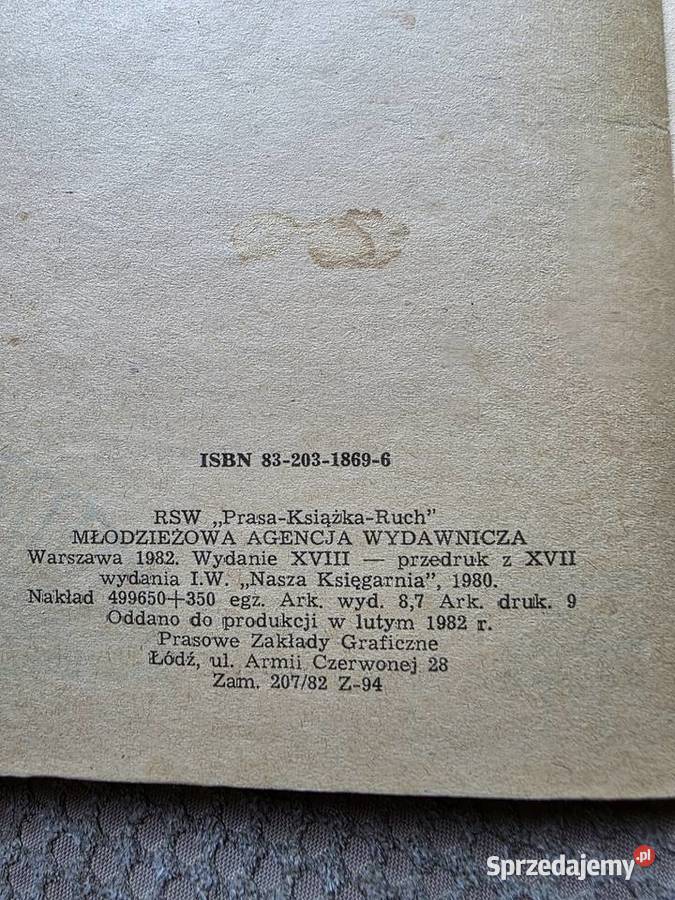 ISBN 83-203-1869-6
RSW „Prasa-Książka-Ruch”
MŁODZIEŻOWA AGENCJA WYDAWNICZA
Warszawa 1982. Wydanie XVIII — przedruk z XVII
wydania I.W. „Nasza Księgarnia”, 1980.
Nakład 499650+350 egz. Ark. wyd. 8,7 Ark. druk. 9
Oddano do produkcji w lutym 1982 r.
Prasowe Zakłady Graficzne
Łódź, ul. Armii Czerwonej 28
Zam. 207/82 Z-94
Sprzedajemy.pl